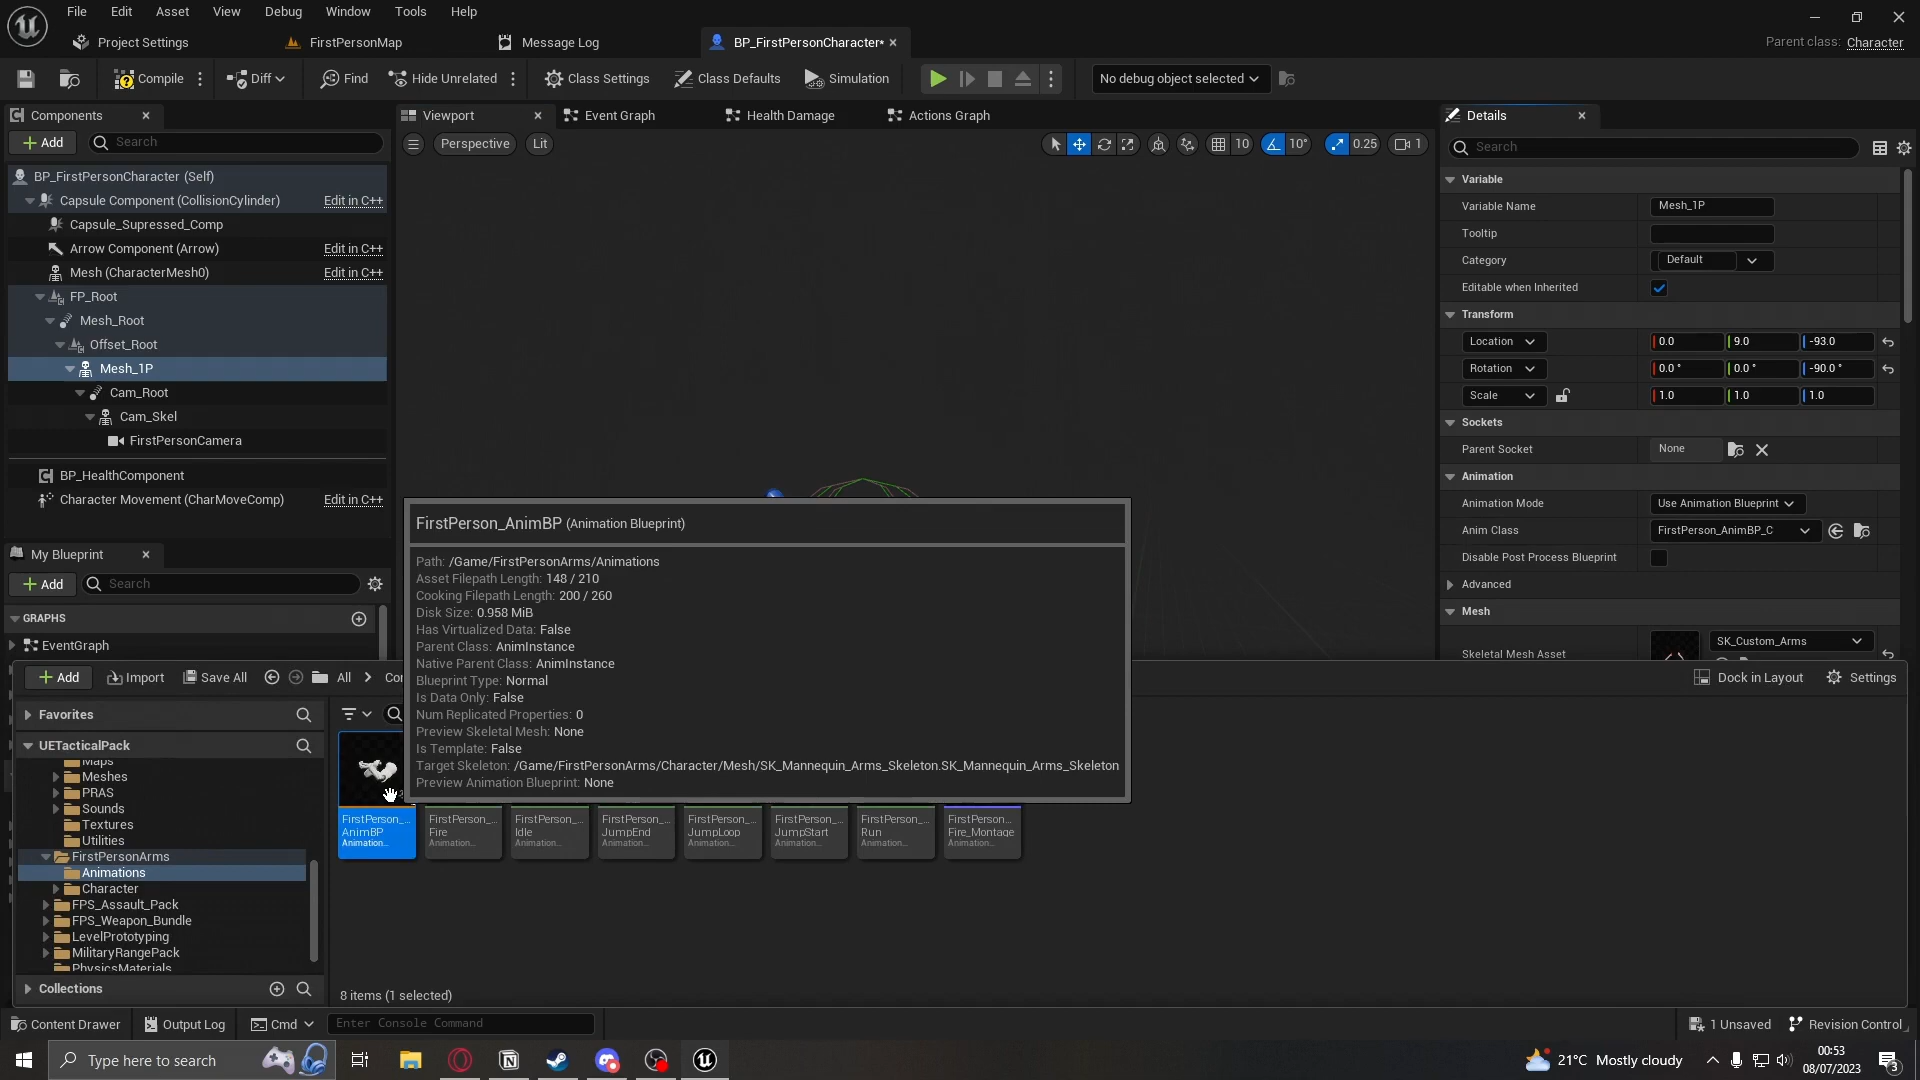 File Edit Asset View Debug Window Tools Help
Project Settings FirstPersonMap Message Log BP_FirstPersonCharacter*
Parent class: Character
Compile Diff Find Hide Unrelated Class Settings Class Defaults Simulation No debug object selected
Components
Viewport Event Graph Health Damage Actions Graph
Details
Add Search
Perspective Lit 10 10° 0.25 1
Search
BP_FirstPersonCharacter (Self)
Capsule Component (CollisionCylinder) Edit in C++
Capsule_Supressed_Comp
Arrow Component (Arrow) Edit in C++
Mesh (CharacterMesh0) Edit in C++
FP_Root
Mesh_Root
Offset_Root
Mesh_1P
Cam_Root
Cam_Skel
FirstPersonCamera
BP_HealthComponent
Character Movement (CharMoveComp) Edit in C++
Variable
Variable Name Mesh_1P
Tooltip
Category Default
Editable when Inherited
Transform
Location 0.0 9.0 -93.0
Rotation 0.0 ° 0.0 ° -90.0 °
Scale 1.0 1.0 1.0
Sockets
Parent Socket None
Animation
Animation Mode Use Animation Blueprint
Anim Class FirstPerson_AnimBP_C
Disable Post Process Blueprint
Advanced
Mesh
Skeletal Mesh Asset SK_Custom_Arms
My Blueprint
Add Search
GRAPHS
EventGraph
FirstPerson_AnimBP (Animation Blueprint)
Path: /Game/FirstPersonArms/Animations
Asset Filepath Length: 148 / 210
Cooking Filepath Length: 200 / 260
Disk Size: 0.958 MiB
Has Virtualized Data: False
Parent Class: AnimInstance
Native Parent Class: AnimInstance
Blueprint Type: Normal
Is Data Only: False
Num Replicated Properties: 0
Preview Skeletal Mesh: None
Is Template: False
Target Skeleton: /Game/FirstPersonArms/Character/Mesh/SK_Mannequin_Arms_Skeleton.SK_Mannequin_Arms_Skeleton
Preview Animation Blueprint: None
Add Import Save All All Con
Dock in Layout Settings
Favorites
UETacticalPack
Maps
Meshes
PRAS
Sounds
Textures
Utilities
FirstPersonArms
Animations
Character
FPS_Assault_Pack
FPS_Weapon_Bundle
LevelPrototyping
MilitaryRangePack
PhysicsMaterials
Collections
FirstPerson_... FirstPerson_... FirstPerson_... FirstPerson_... FirstPerson_... FirstPerson_... FirstPerson_... FirstPerson...
AnimBP Fire Idle JumpEnd JumpLoop JumpStart Run Fire_Montage
Animation... Animation... Animation... Animation... Animation... Animation... Animation... Animation...
8 items (1 selected)
Content Drawer Output Log Cmd Enter Console Command 1 Unsaved Revision Control
Type here to search 21°C Mostly cloudy
00:53
08/07/2023
3